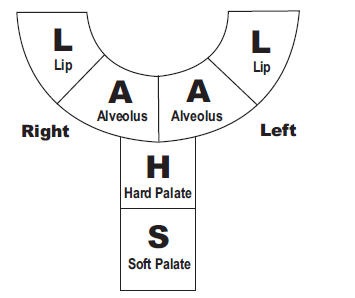 L
Lip
L
Lip
A
Alveolus
A
Alveolus
Right
Left
H
Hard Palate
S
Soft Palate